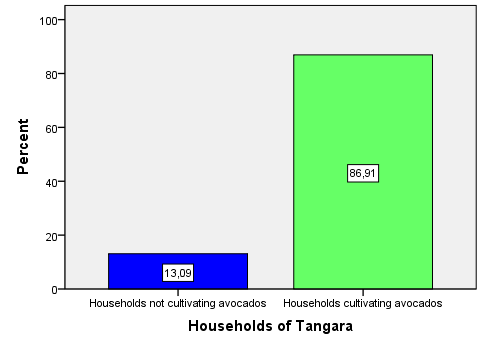 100
80
60
40
20
0
Percent
13,09
86,91
Households not cultivating avocados
Households cultivating avocados
Households of Tangara